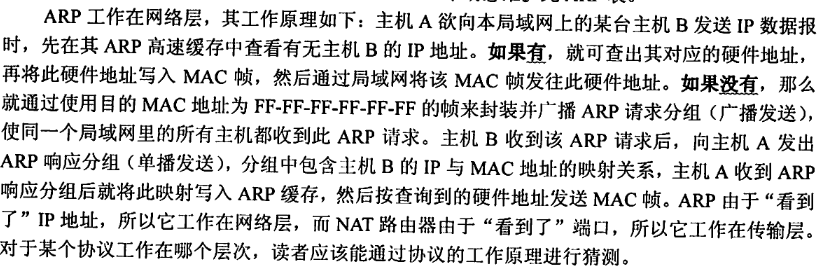 ARP 工作在网络层，其工作原理如下：主机 A 欲向本局域网上的某台主机 B 发送 IP 数据报
时，先在其 ARP 高速缓存中查看有无主机 B 的 IP 地址。如果有，就可查出其对应的硬件地址，
再将此硬件地址写入 MAC 帧，然后通过局域网将该 MAC 帧发往此硬件地址。如果没有，那么
就通过使用目的 MAC 地址为 FF-FF-FF-FF-FF-FF 的帧来封装并广播 ARP 请求分组（广播发送），
使同一个局域网里的所有主机都收到此 ARP 请求。主机 B 收到该 ARP 请求后，向主机 A 发出
ARP 响应分组（单播发送），分组中包含主机 B 的 IP 与 MAC 地址的映射关系，主机 A 收到 ARP
响应分组后就将此映射写入 ARP 缓存，然后按查询到的硬件地址发送 MAC 帧。ARP 由于“看到
了”IP 地址，所以它工作在网络层，而 NAT 路由器由于“看到了”端口，所以它工作在传输层。
对于某个协议工作在哪个层次，读者应该能通过协议的工作原理进行猜测。